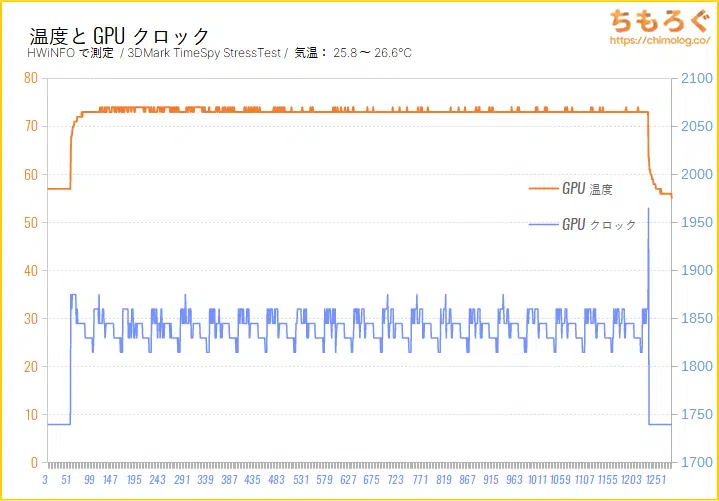 ちもろぐ
https://chimolog.co/
温度と GPU クロック
HWiNFO で測定 / 3DMark TimeSpy StressTest / 気温： 25.8 ～ 26.6°C
80 2100
70 2050
60 2000
50 1950
40 1900
30 1850
20 1800
10 1750
0 1700
GPU 温度
GPU クロック
3 51 99 147 195 243 291 339 387 435 483 531 579 627 675 723 771 819 867 915 963 1011 1059 1107 1155 1203 1251